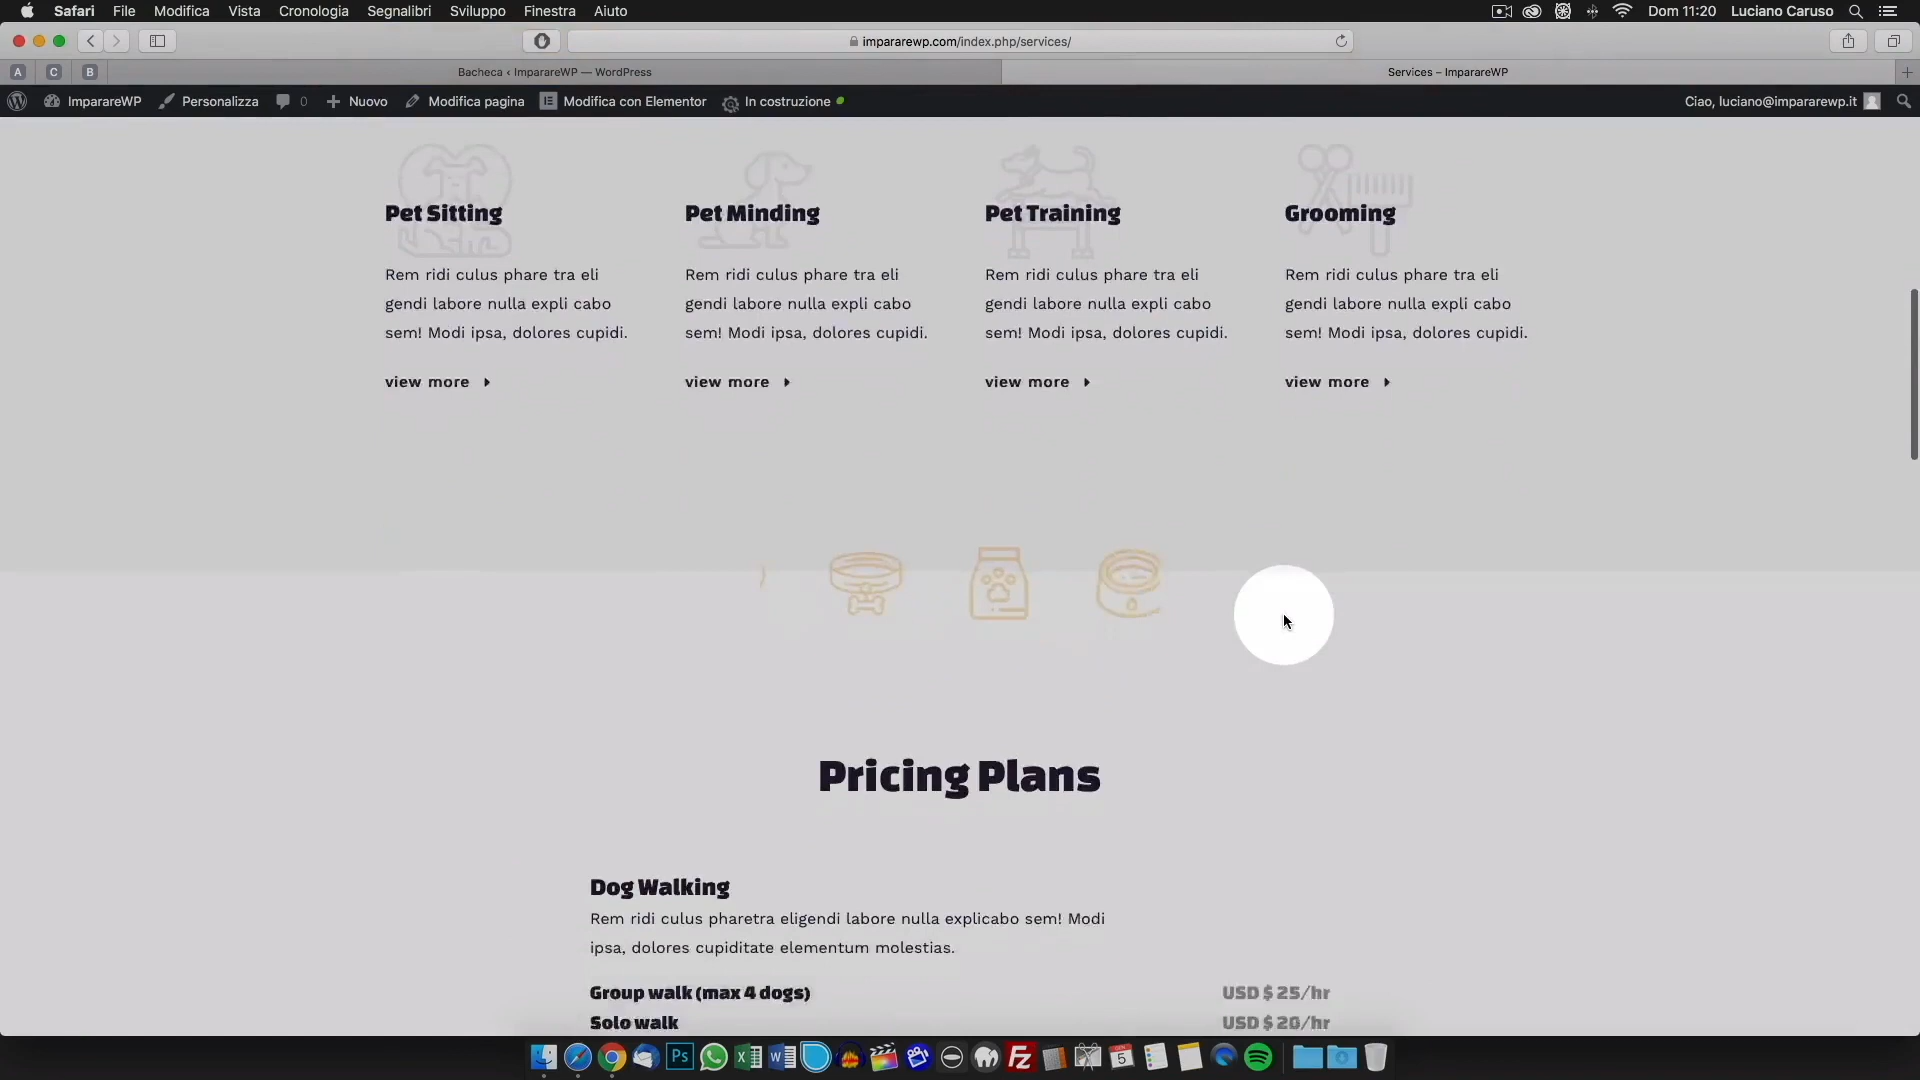 Safari File Modifica Vista Cronologia Segnalibri Sviluppo Finestra Aiuto Dom 11:20 Luciano Caruso
impararewp.com/index.php/services/
A C B Bacheca ‹ ImparareWP — WordPress Services – ImparareWP
ImparareWP Personalizza 0 Nuovo Modifica pagina Modifica con Elementor In costruzione Ciao, luciano@impararewp.it
Pet Sitting Pet Minding Pet Training Grooming
Rem ridi culus phare tra eli Rem ridi culus phare tra eli Rem ridi culus phare tra eli Rem ridi culus phare tra eli
gendi labore nulla expli cabo gendi labore nulla expli cabo gendi labore nulla expli cabo gendi labore nulla expli cabo
sem! Modi ipsa, dolores cupidi. sem! Modi ipsa, dolores cupidi. sem! Modi ipsa, dolores cupidi. sem! Modi ipsa, dolores cupidi.
view more view more view more view more
Pricing Plans
Dog Walking
Rem ridi culus pharetra eligendi labore nulla explicabo sem! Modi
ipsa, dolores cupiditate elementum molestias.
Group walk (max 4 dogs) USD $ 25/hr
Solo walk USD $ 20/hr